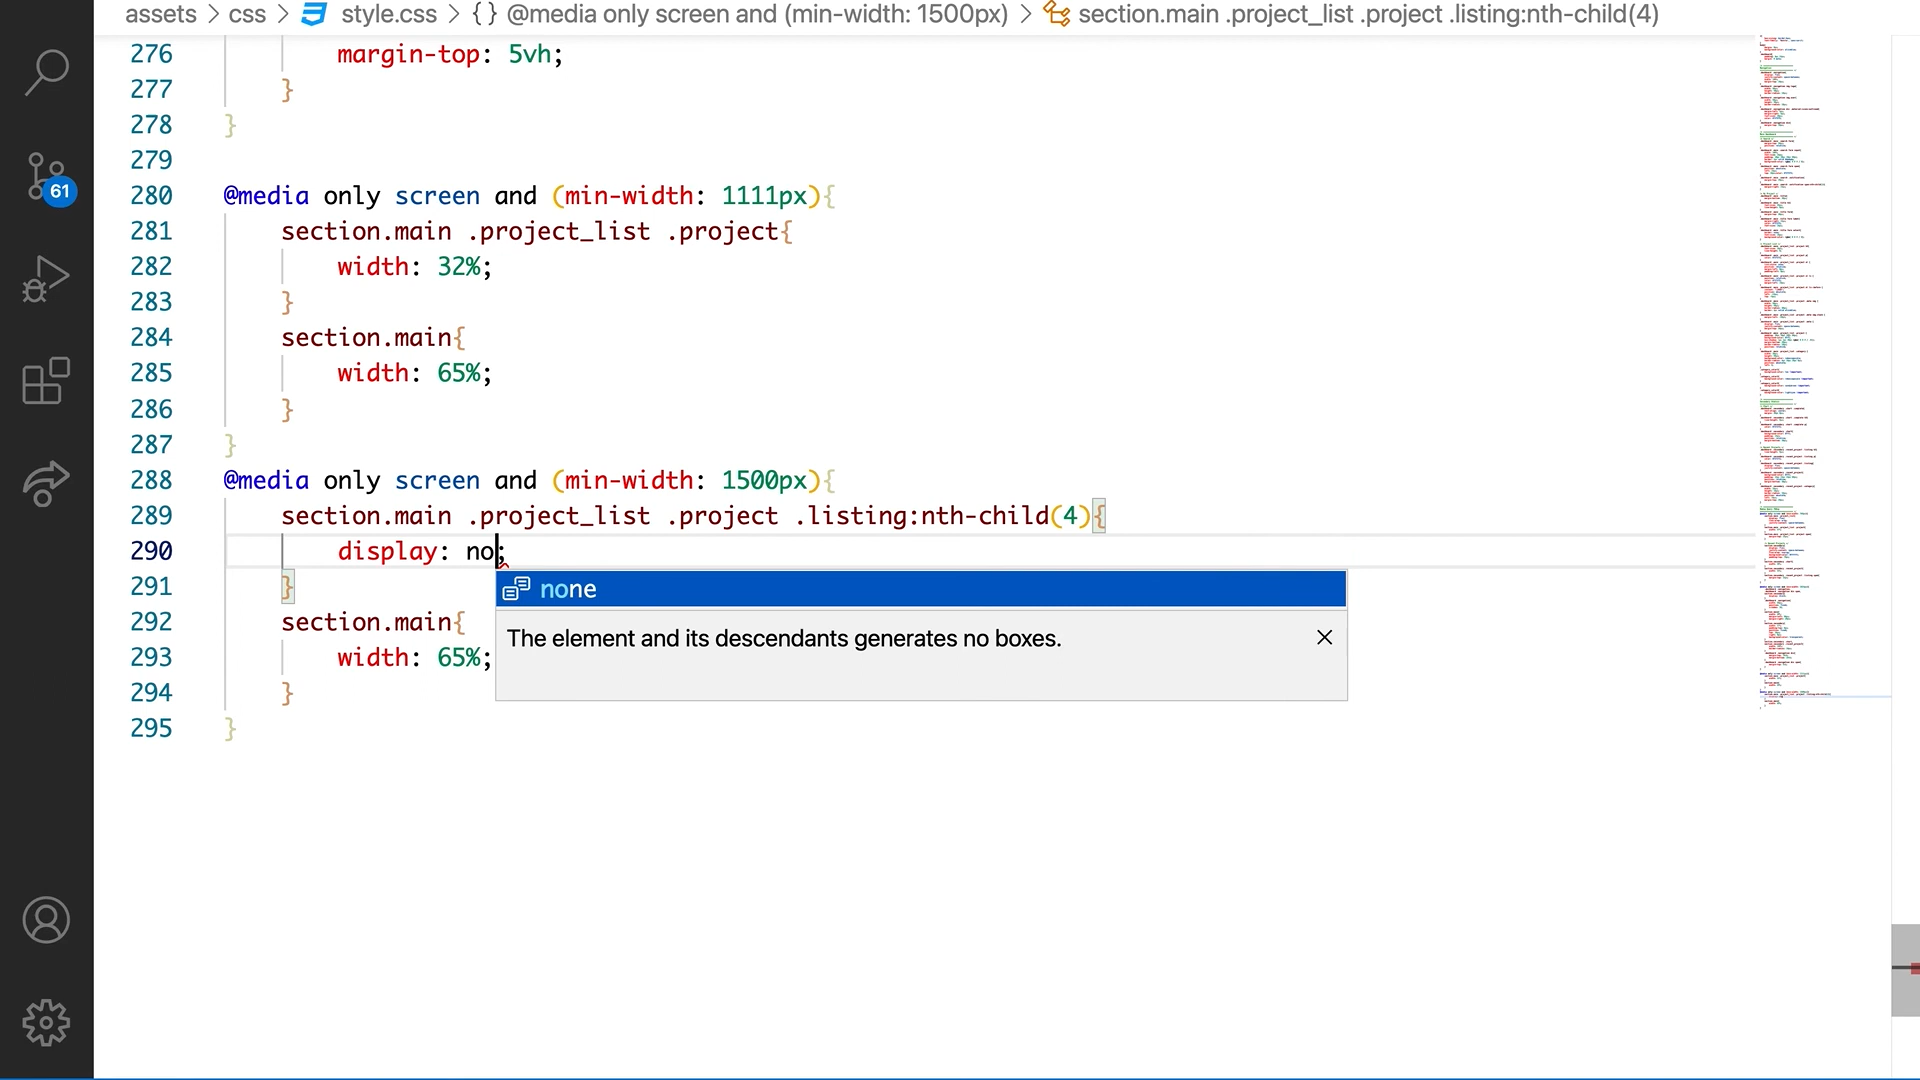 assets > css > style.css > {} @media only screen and (min-width: 1500px) > section.main .project_list .project .listing:nth-child(4)
276 margin-top: 5vh;
277 }
278 }
279
280 @media only screen and (min-width: 1111px){
281 section.main .project_list .project{
282 width: 32%;
283 }
284 section.main{
285 width: 65%;
286 }
287 }
288 @media only screen and (min-width: 1500px){
289 section.main .project_list .project .listing:nth-child(4){
290 display: no;
291 }
none
292 section.main{
The element and its descendants generates no boxes.
293 width: 65%;
294 }
295 }
61